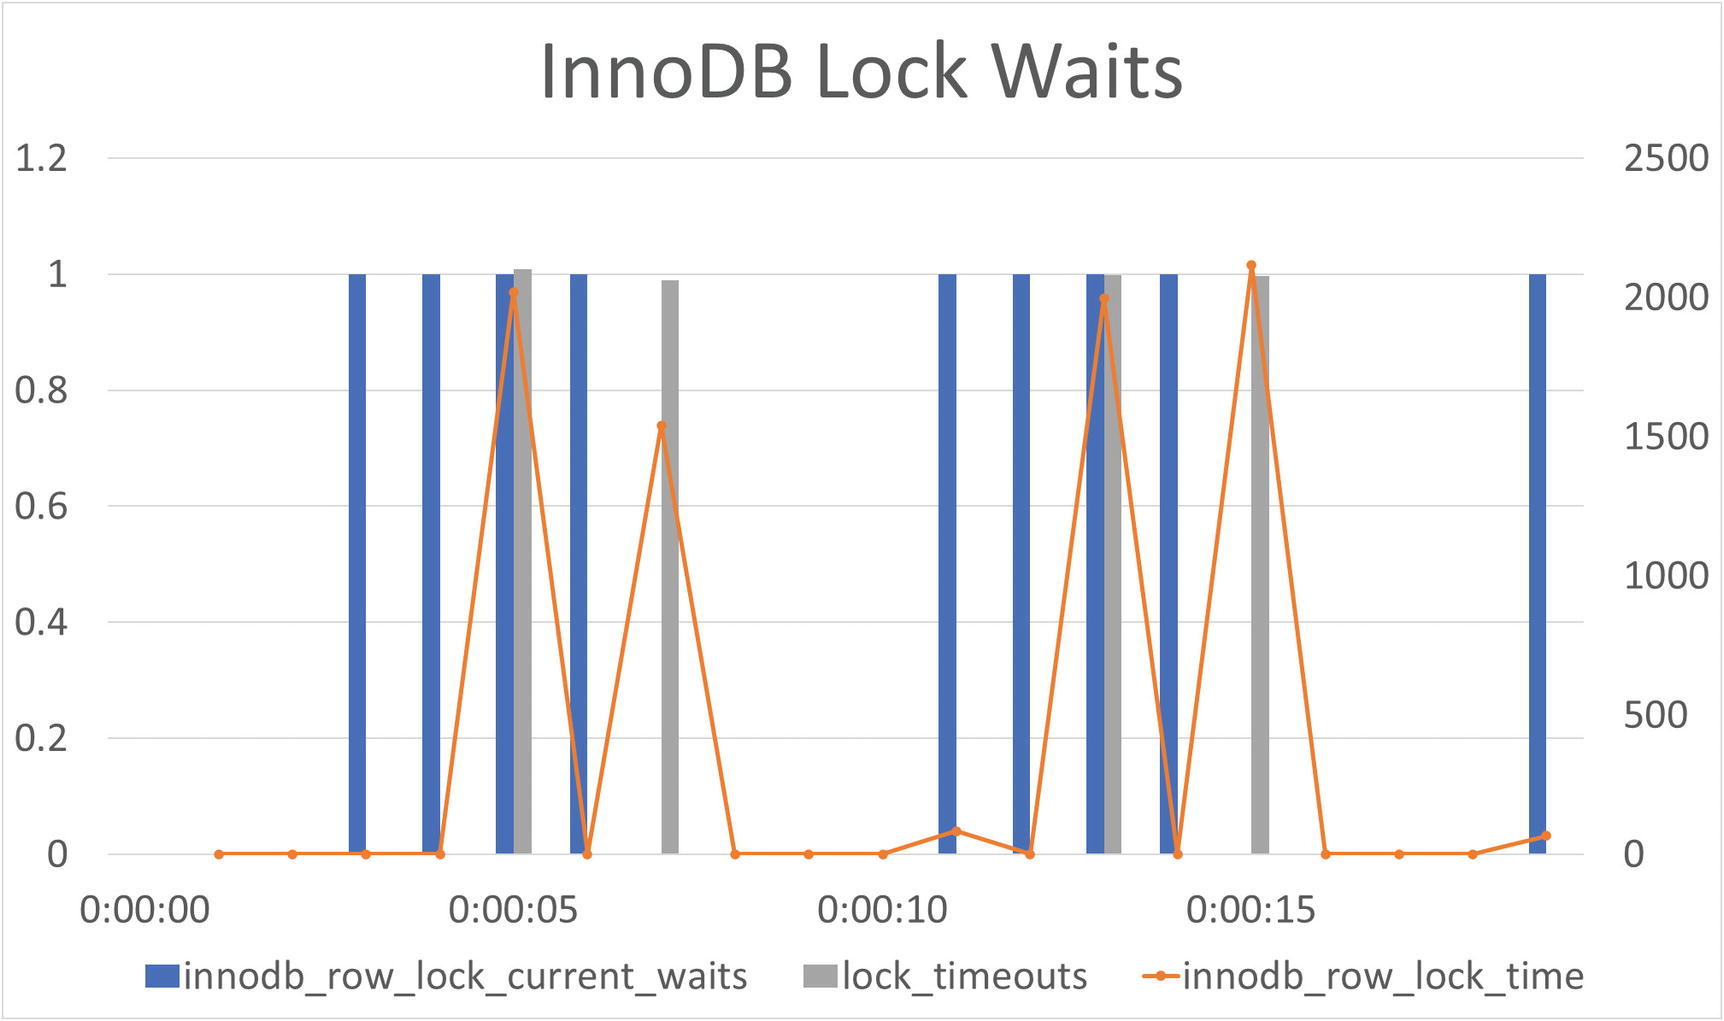 InnoDB Lock Waits
1.2 2500
1 2000
0.8 1500
0.6 1000
0.4 500
0.2 0
0
0:00:00 0:00:05 0:00:10 0:00:15
innodb_row_lock_current_waits lock_timeouts innodb_row_lock_time